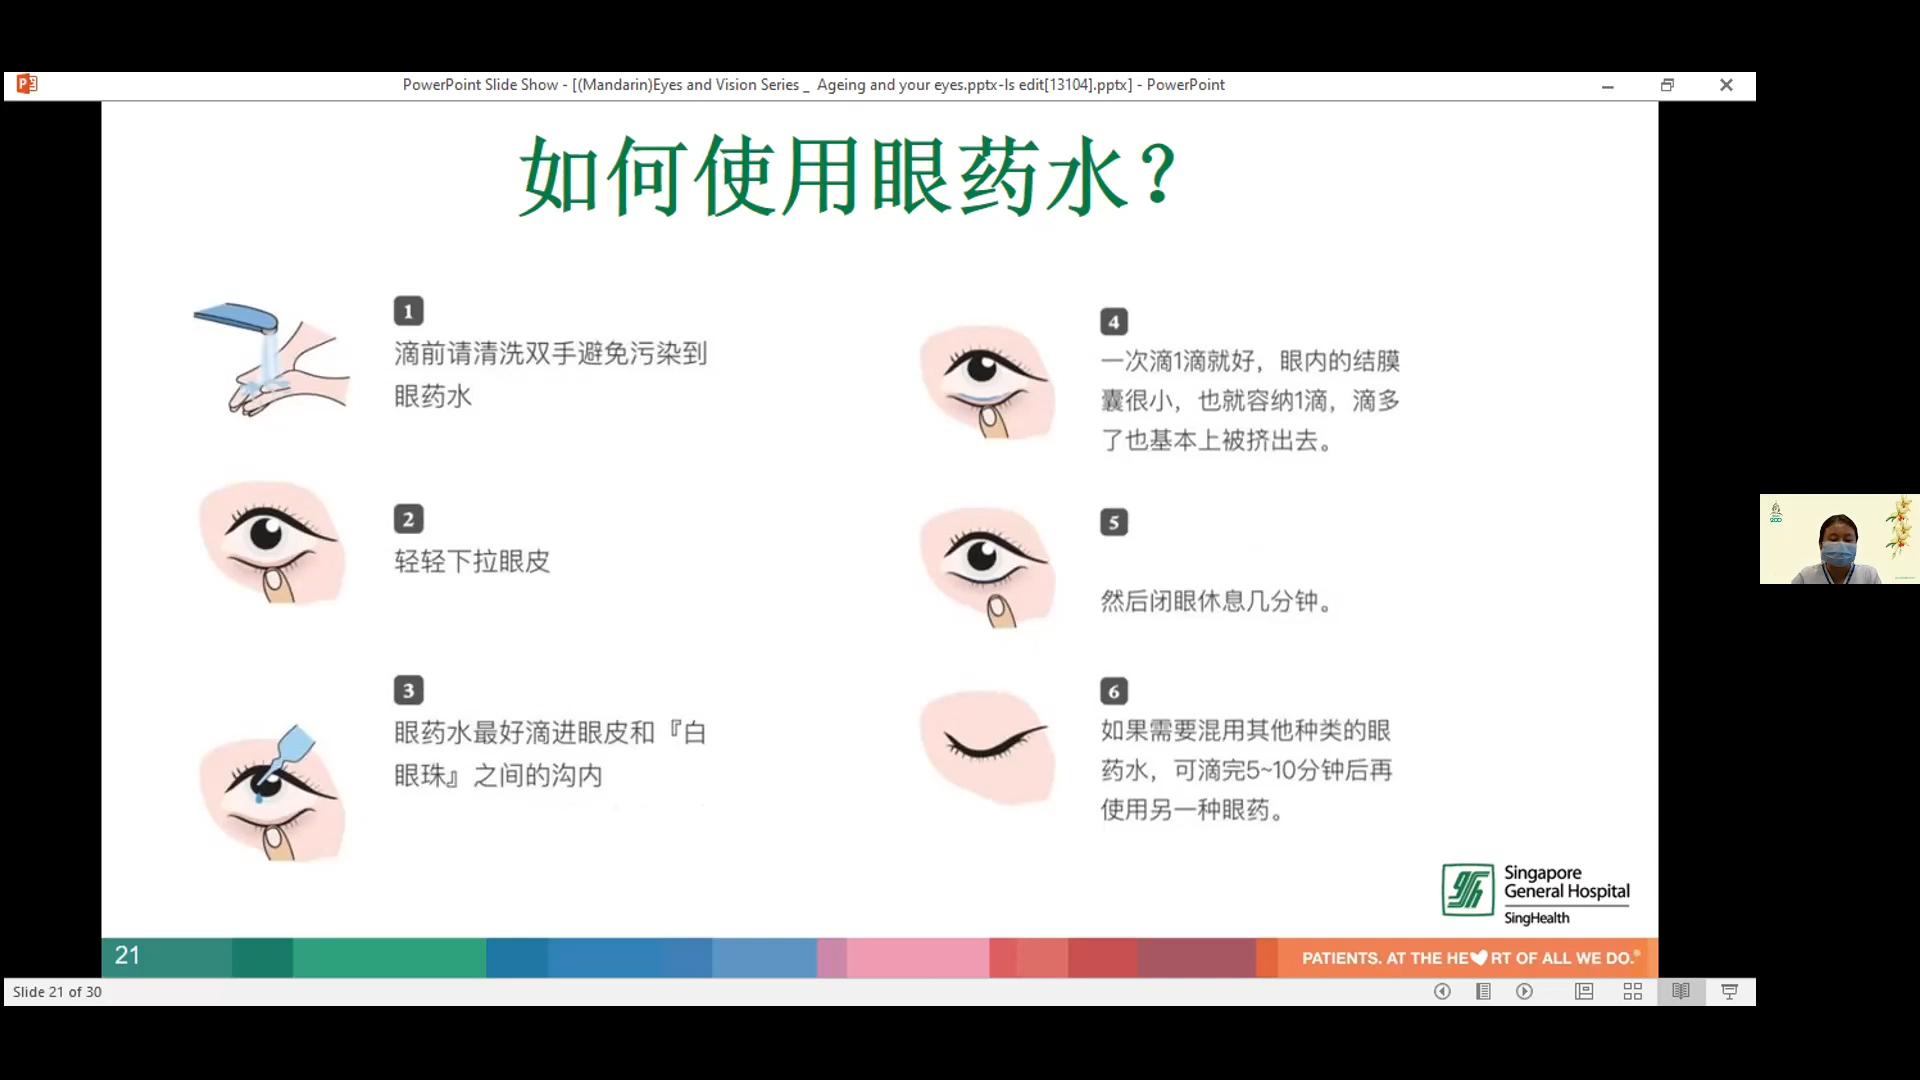 PowerPoint Slide Show - [(Mandarin)Eyes and Vision Series _ Ageing and your eyes.pptx-ls edit[13104].pptx] - PowerPoint
如何使用眼药水？
1
滴前请清洗双手避免污染到
眼药水
2
轻轻下拉眼皮
3
眼药水最好滴进眼皮和『白
眼珠』之间的沟内
4
一次滴1滴就好，眼内的结膜
囊很小，也就容纳1滴，滴多
了也基本上被挤出去。
5
然后闭眼休息几分钟。
6
如果需要混用其他种类的眼
药水，可滴完5~10分钟后再
使用另一种眼药。
Singapore
General Hospital
SingHealth
21
PATIENTS. AT THE HE RT OF ALL WE DO.®
Slide 21 of 30